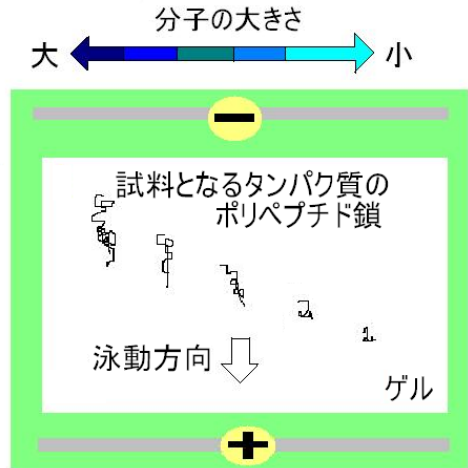 分子の大きさ
大 小
−
試料となるタンパク質の
ポリペプチド鎖
泳動方向
ゲル
+